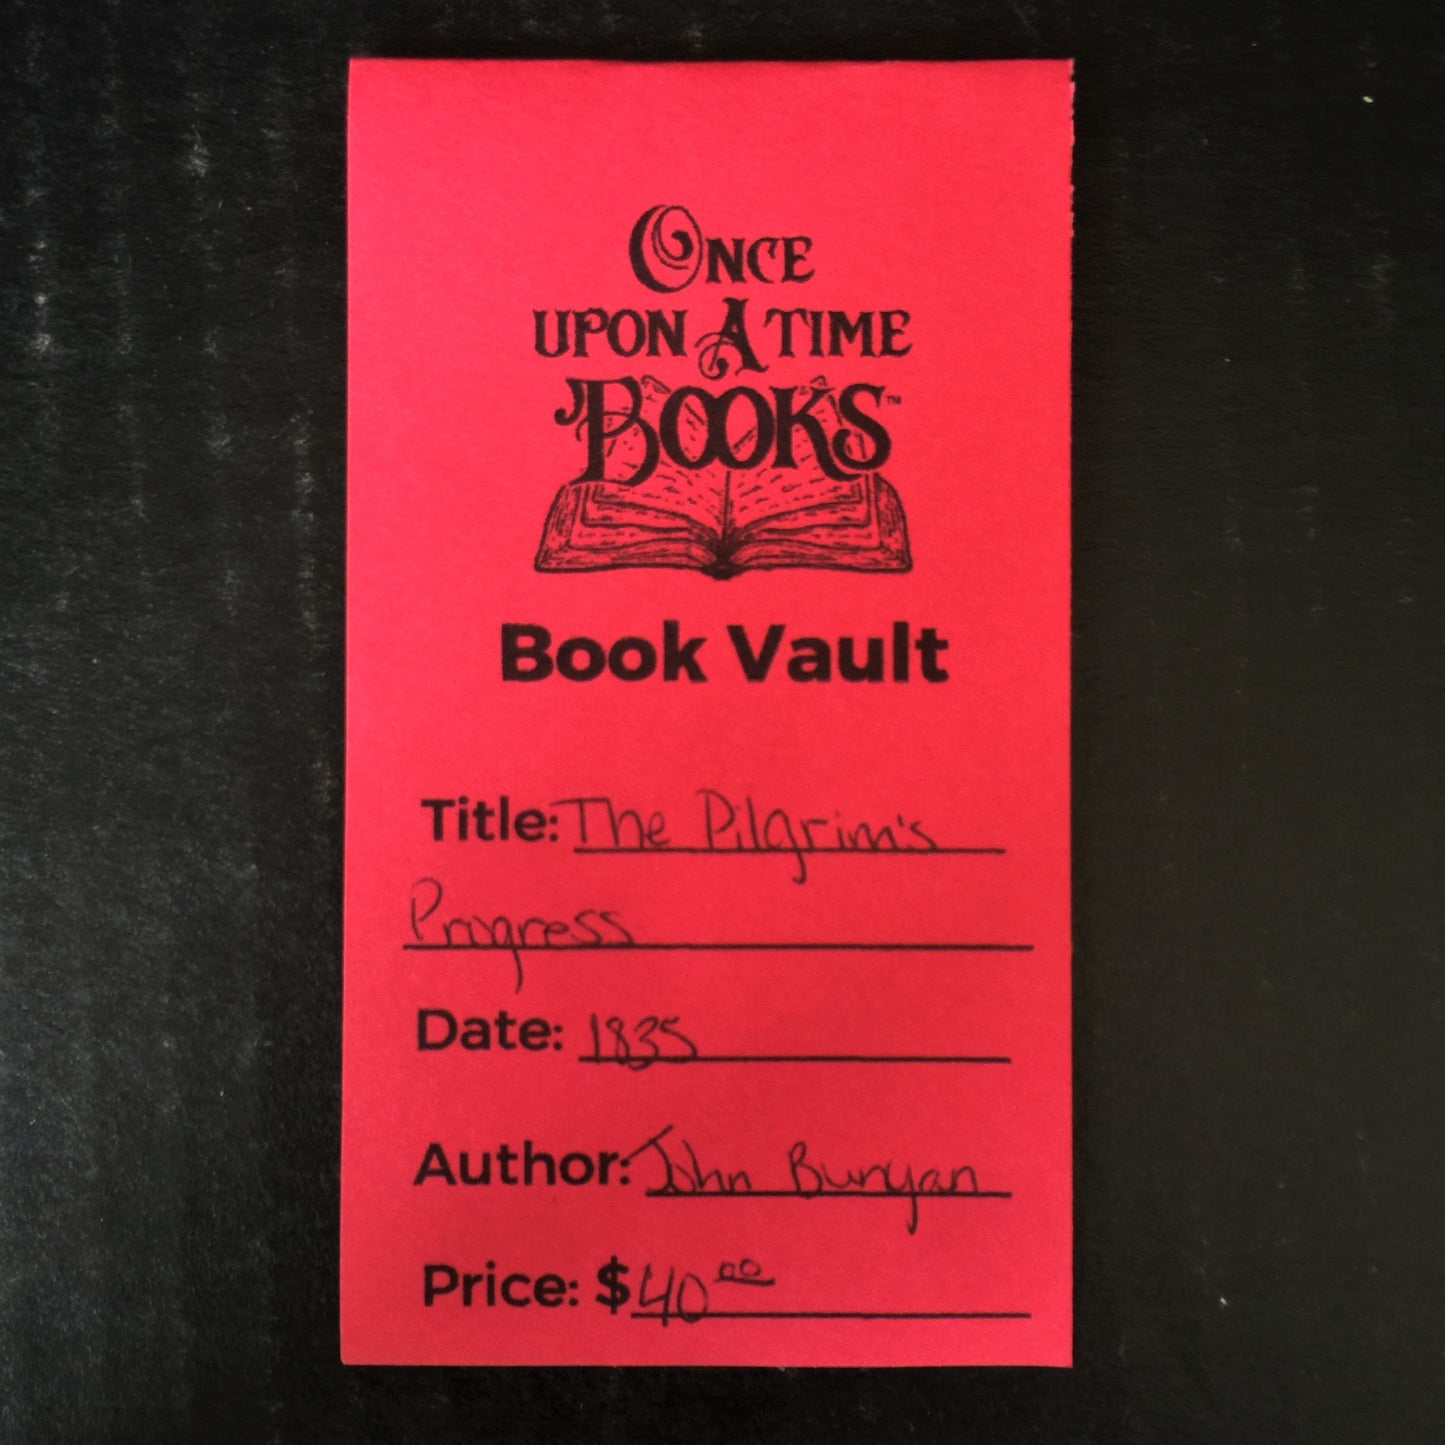 ONCE
UPON A TIME
BOOKS™
Book Vault
Title: The Pilgrim's
Progress
Date: 1835
Author: John Bunyan
Price: $40.00